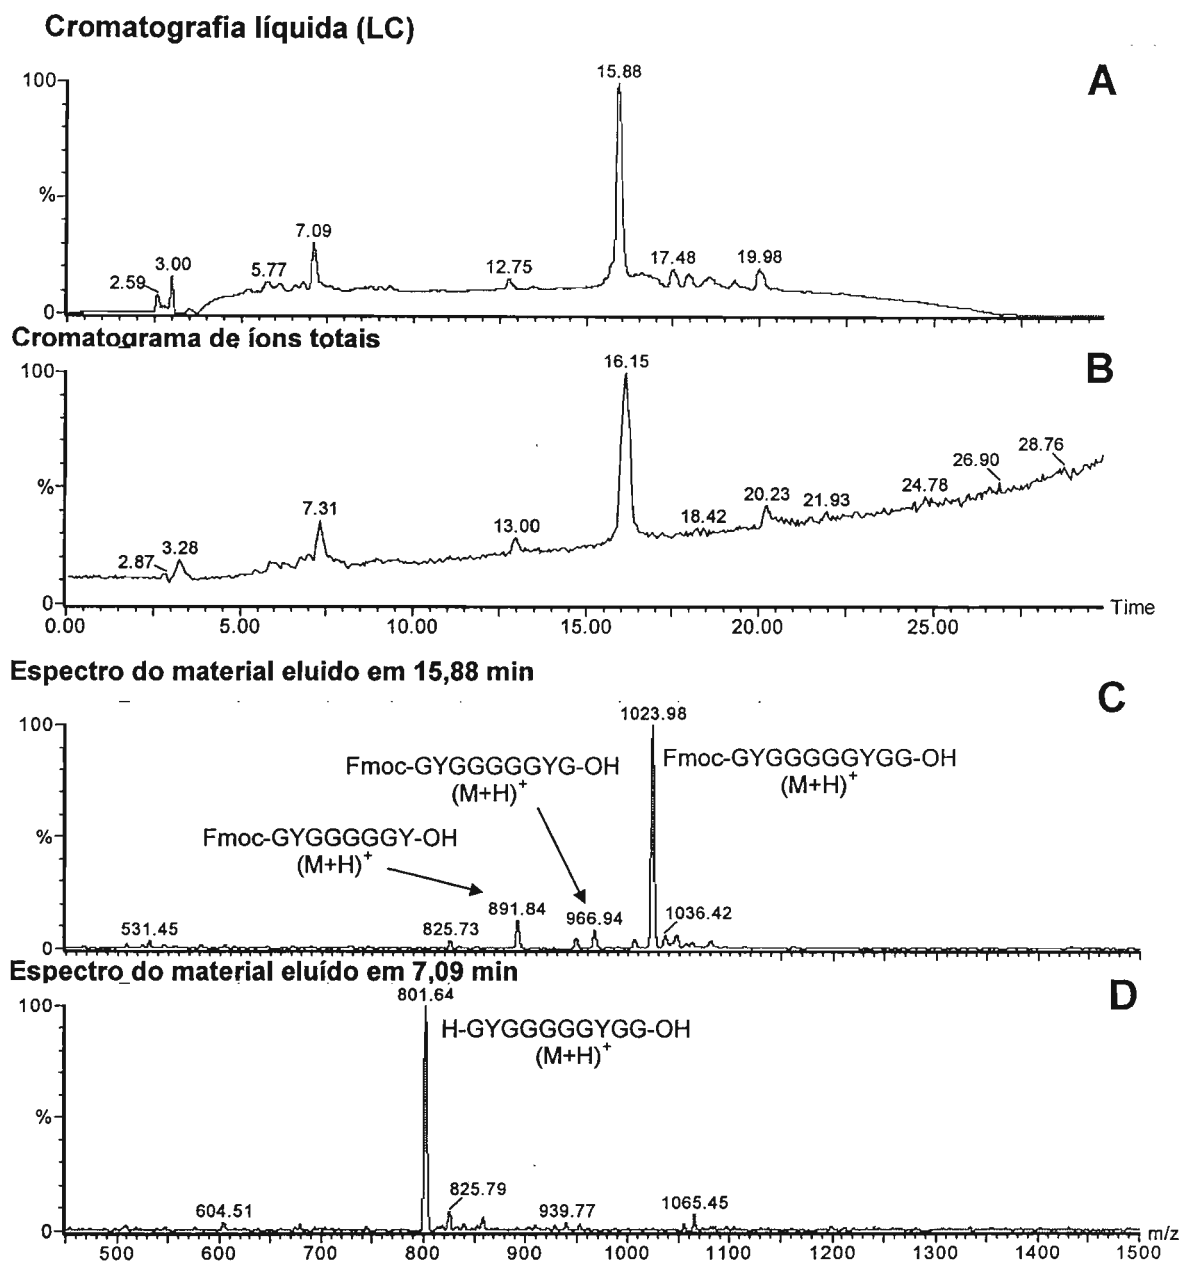 Cromatografia líquida (LC)
A
100
15.88
%
7.09
2.59
3.00
5.77
12.75
17.48
19.98
0
Cromatograma de íons totais
B
100
16.15
%
7.31
2.87
3.28
13.00
18.42
20.23
21.93
24.78
26.90
28.76
0
Time
0.00 5.00 10.00 15.00 20.00 25.00
Espectro do material eluido em 15,88 min
C
100
1023.98
Fmoc-GYGGGGGYG-OH
(M+H)+
Fmoc-GYGGGGGYGG-OH
(M+H)+
%
Fmoc-GYGGGGGY-OH
(M+H)+
531.45
825.73
891.84
966.94
1036.42
0
Espectro do material eluído em 7,09 min
D
100
801.64
H-GYGGGGGYGG-OH
(M+H)+
%
604.51
825.79
939.77
1065.45
0
m/z
500 600 700 800 900 1000 1100 1200 1300 1400 1500